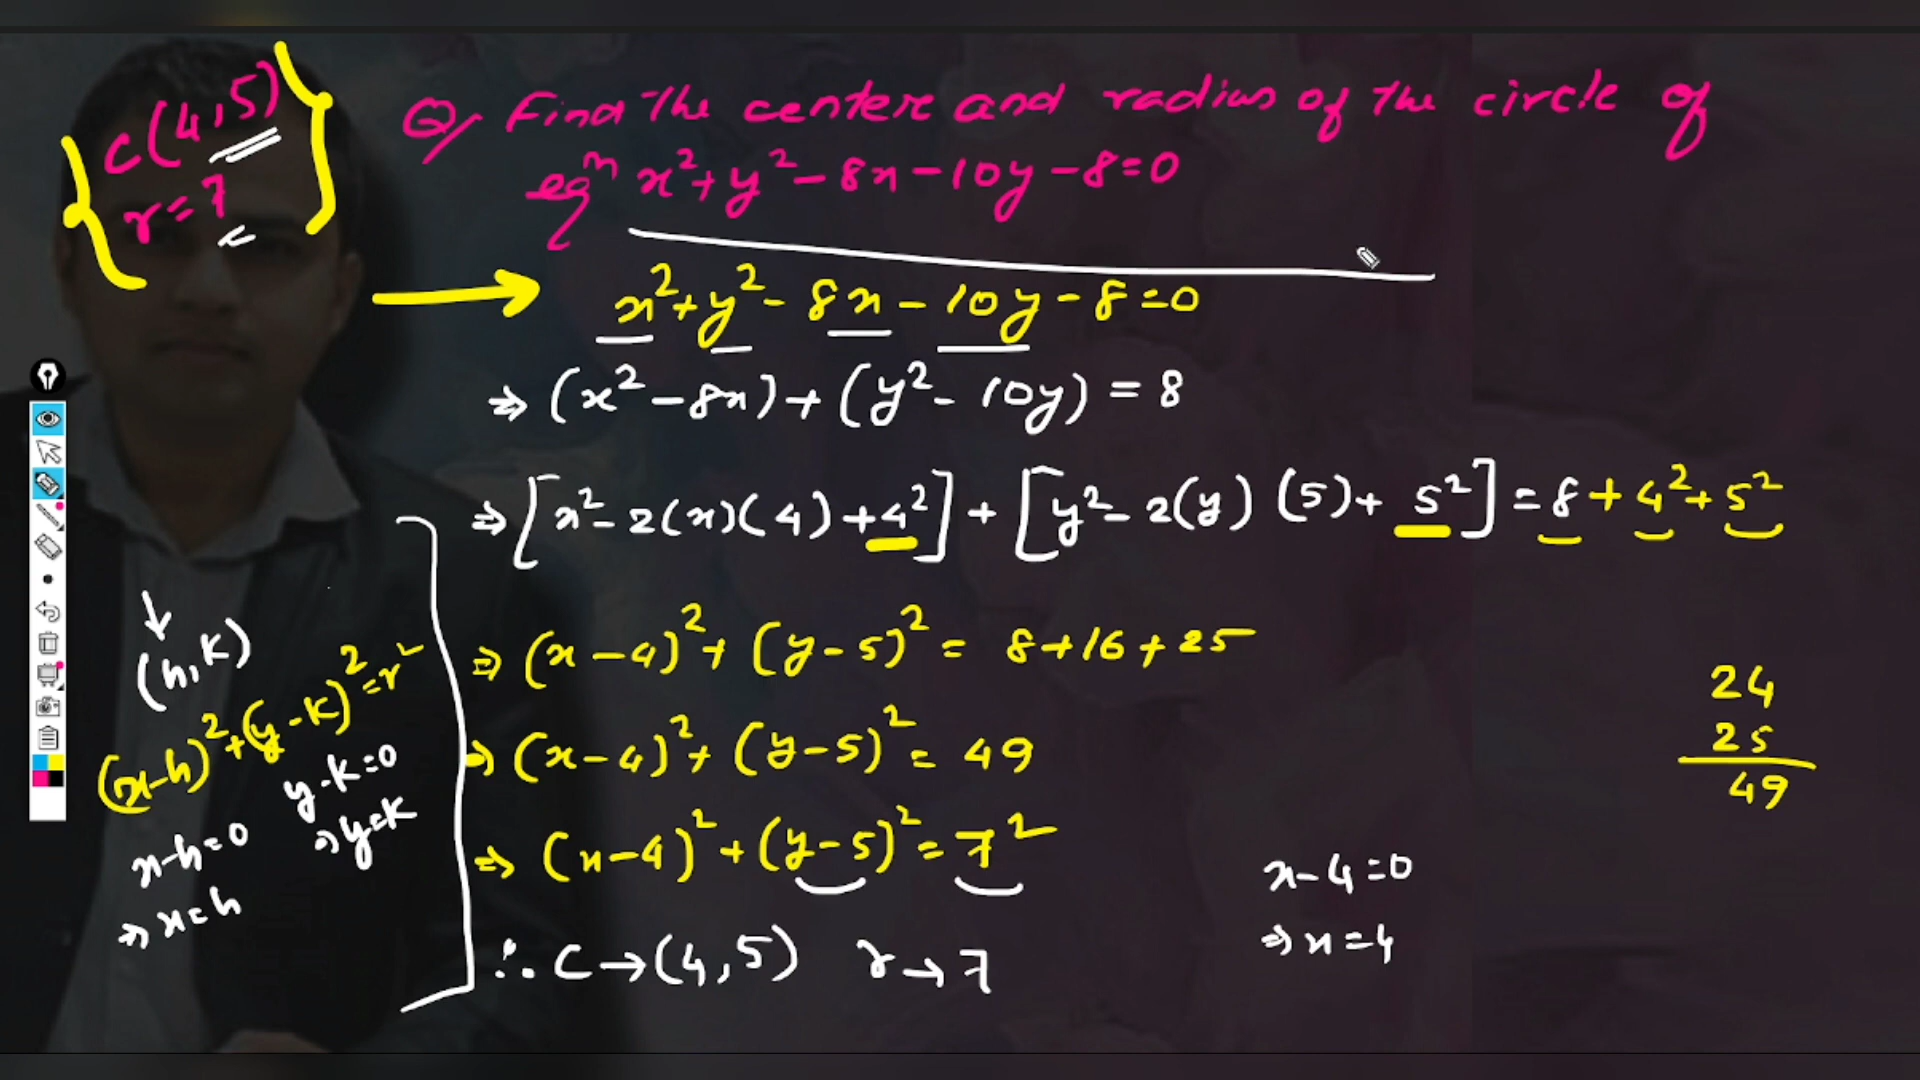 C(4,5)
r=7
Q/ Find The center and radius of The circle of
eqⁿ x²+y²-8x-10y-8=0
x²+y²-8x-10y-8=0
⇒ (x²-8x)+(y²-10y)=8
⇒ [x²-2(x)(4)+4²]+[y²-2(y)(5)+5²]=8+4²+5²
⇒ (x-4)²+(y-5)²=8+16+25
⇒ (x-4)²+(y-5)²=49
⇒ (x-4)²+(y-5)²=7²
∴ C→(4,5) r→7
↓
(h,k)
(x-h)²+(y-k)²=r²
x-h=0
⇒ x=h
y-k=0
⇒ y=k
24
25
49
x-4=0
⇒ x=4